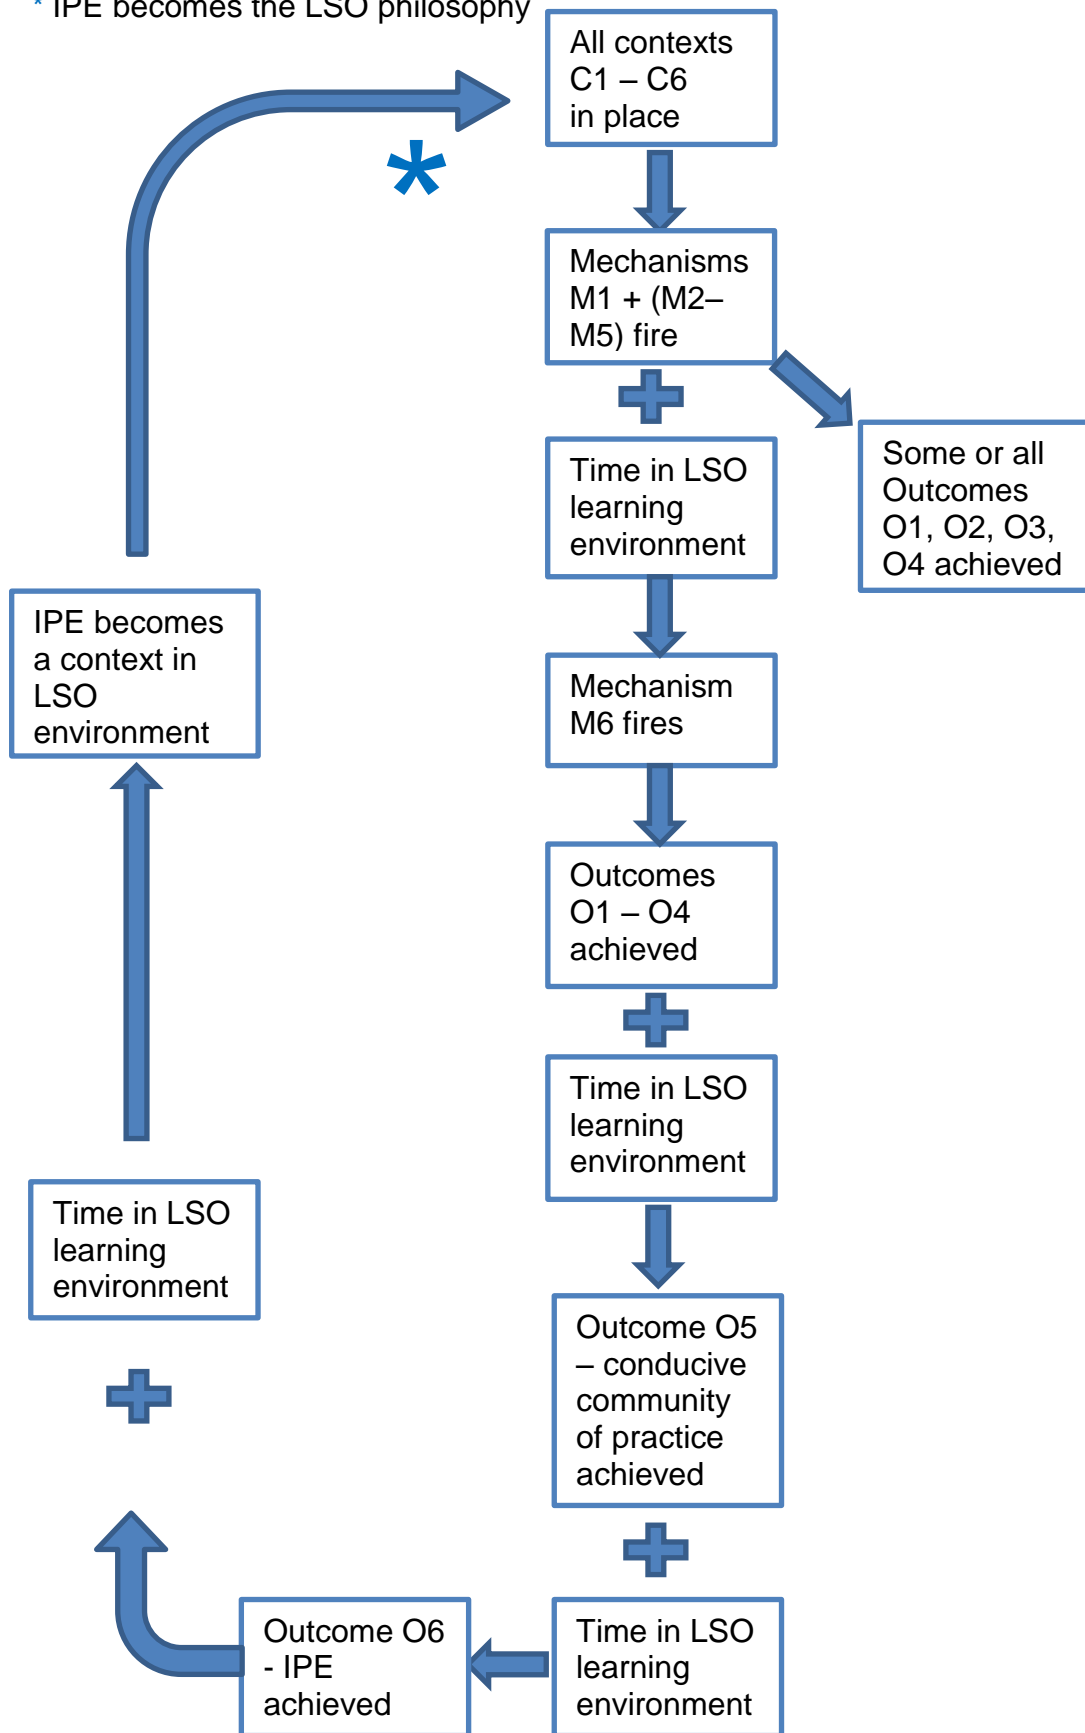 * IPE becomes the LSO philosophy
All contexts
C1 – C6
in place
*
Mechanisms
M1 + (M2–
M5) fire
Time in LSO
learning
environment
Some or all
Outcomes
O1, O2, O3,
O4 achieved
IPE becomes
a context in
LSO
environment
Mechanism
M6 fires
Outcomes
O1 – O4
achieved
Time in LSO
learning
environment
Time in LSO
learning
environment
Outcome O5
– conducive
community
of practice
achieved
Outcome O6
- IPE
achieved
Time in LSO
learning
environment